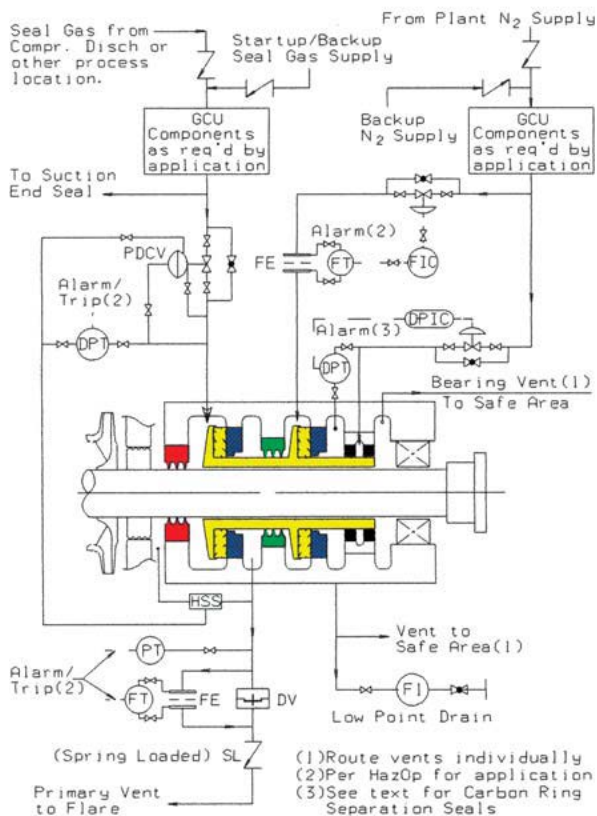 Seal Gas from
Compr. Disch or
other process
location.
Startup/Backup
Seal Gas Supply
From Plant N2 Supply
GCU
Components
as req'd by
application
Backup
N2 Supply
GCU
Components
as req'd by
application
To Suction
End Seal
PDCV
Alarm/
Trip(2)
DPT
Alarm(2)
FE
FT
FIC
Alarm(3)
DPIC
DPT
Bearing Vent(1)
To Safe Area
HSS
PT
Alarm/
Trip(2)
FT
FE
DV
Vent to
Safe Area(1)
FI
Low Point Drain
(Spring Loaded) SL
Primary Vent
to Flare
(1)Route vents individually
(2)Per HazOp for application
(3)See text for Carbon Ring
Separation Seals